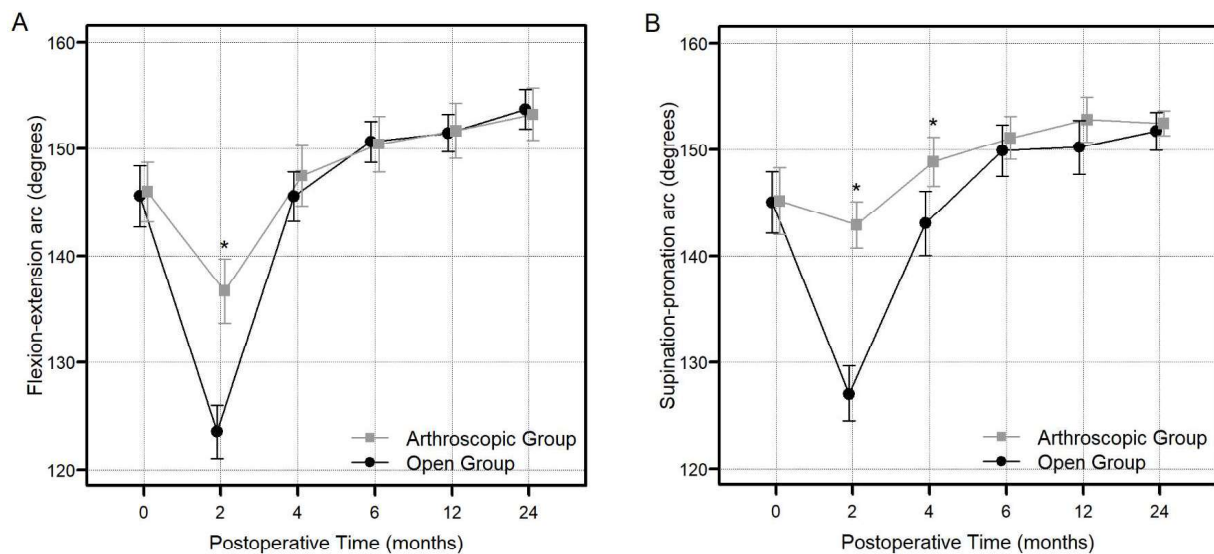 A
Flexion-extension arc (degrees)
160
150
140
130
120
*
Arthroscopic Group
Open Group
0 2 4 6 12 24
Postoperative Time (months)
B
Supination-pronation arc (degrees)
160
150
140
130
120
*
*
Arthroscopic Group
Open Group
0 2 4 6 12 24
Postoperative Time (months)